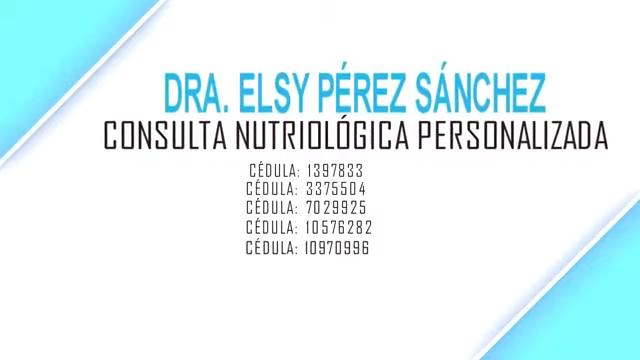 DRA. ELSY PÉREZ SÁNCHEZ
CONSULTA NUTRIOLÓGICA PERSONALIZADA
CÉDULA: 1397833
CÉDULA: 3375504
CÉDULA: 7029925
CÉDULA: 10576282
CÉDULA: 10970996